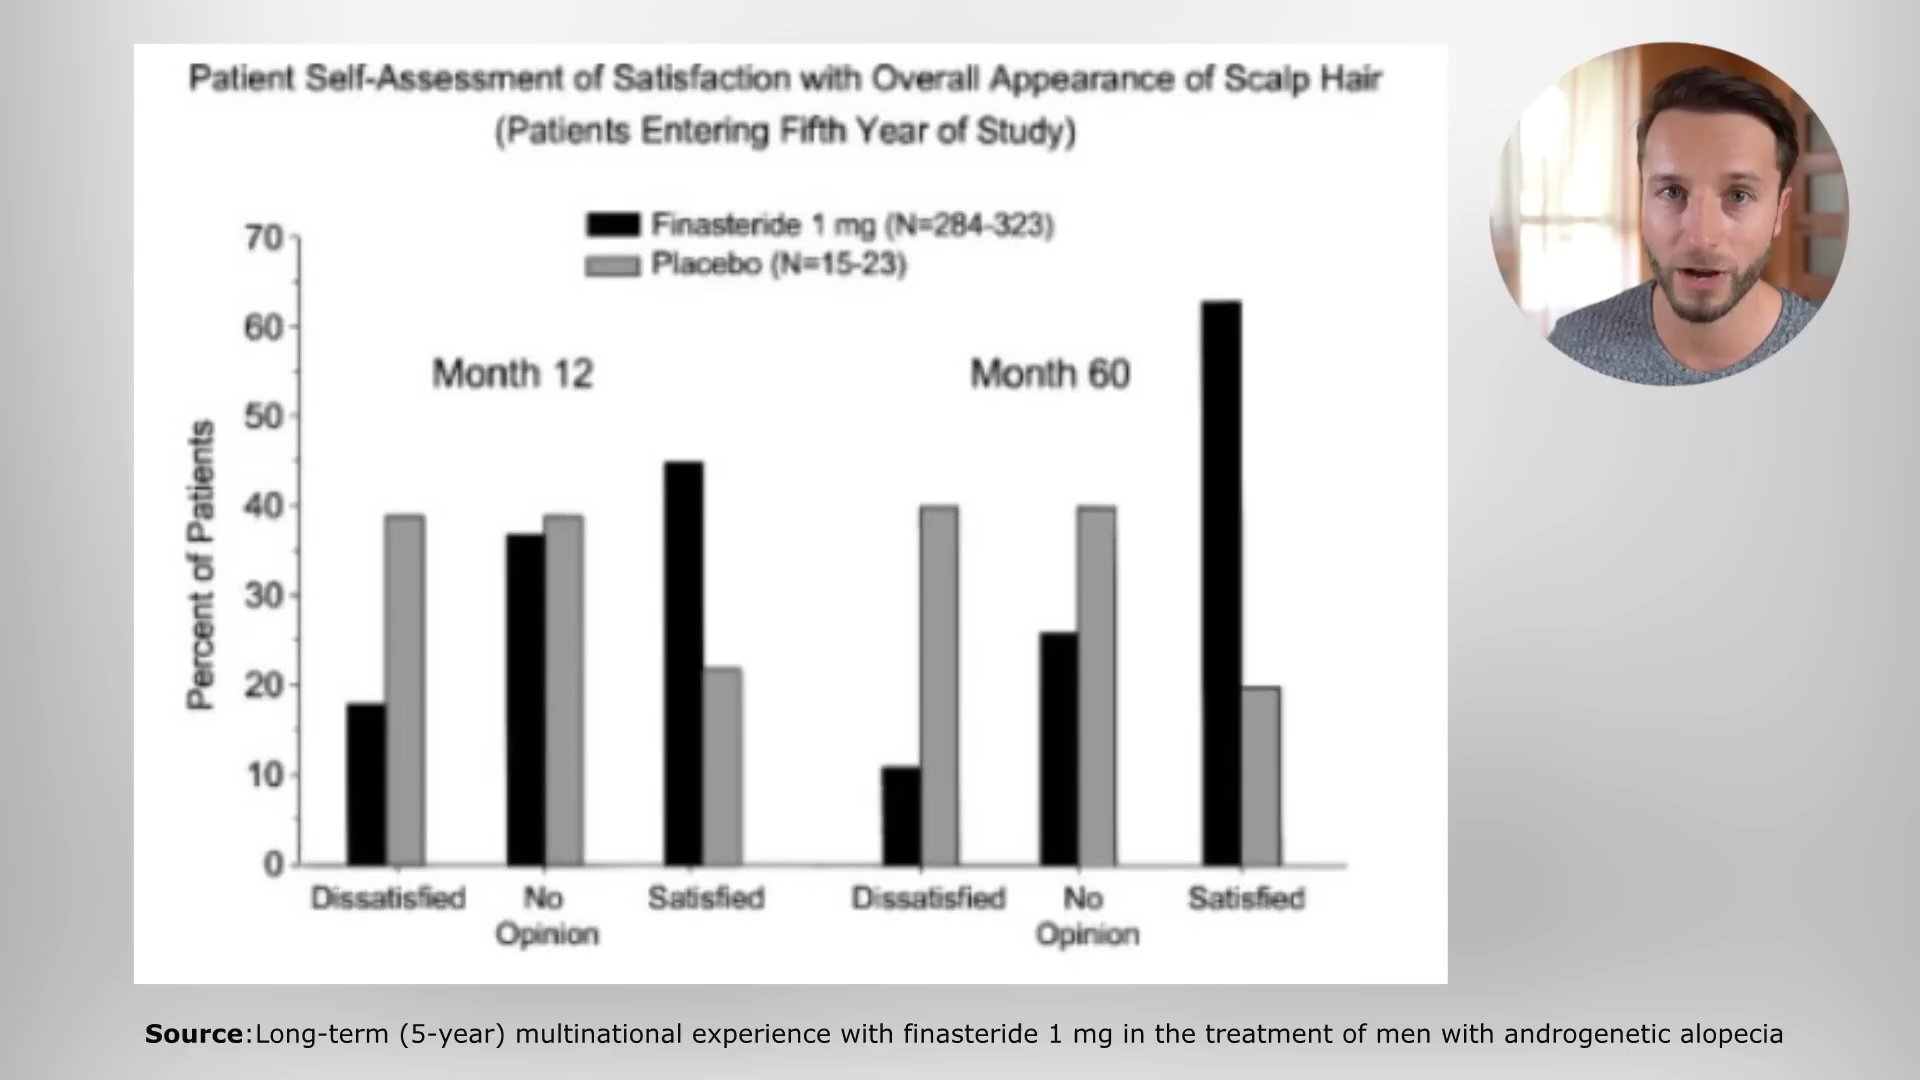 Patient Self-Assessment of Satisfaction with Overall Appearance of Scalp Hair
(Patients Entering Fifth Year of Study)
Finasteride 1 mg (N=284-323)
Placebo (N=15-23)
Month 12
Month 60
Percent of Patients
70
60
50
40
30
20
10
0
Dissatisfied
No
Opinion
Satisfied
Dissatisfied
No
Opinion
Satisfied
Source:Long-term (5-year) multinational experience with finasteride 1 mg in the treatment of men with androgenetic alopecia